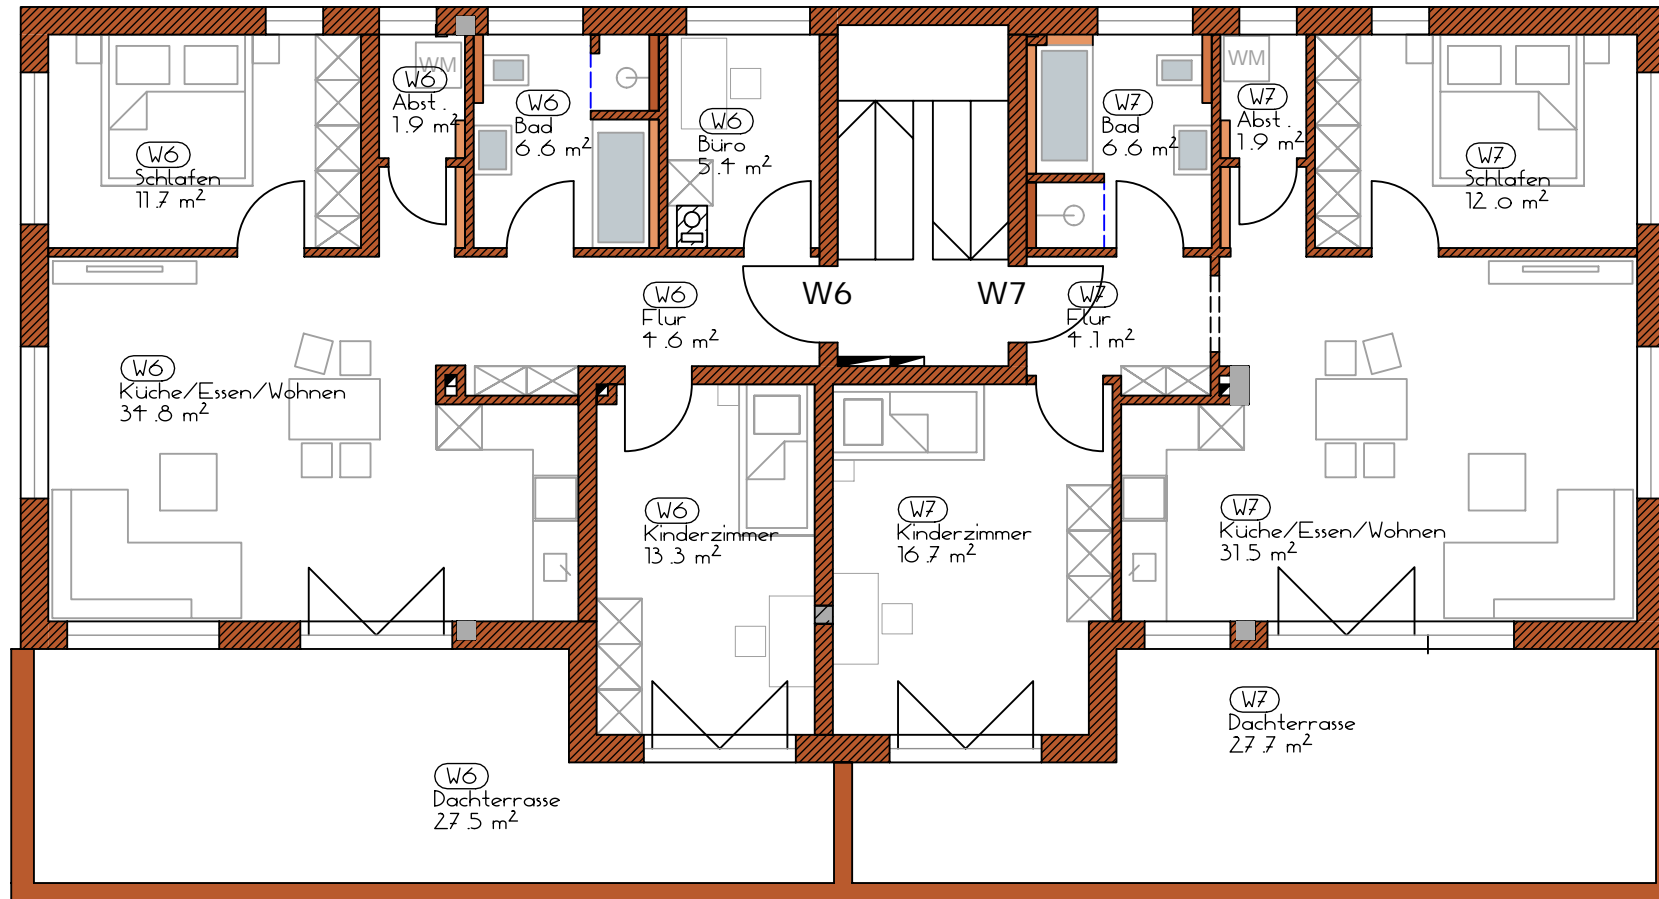 WM
W6
Abst.
1.9 m²
W6
Bad
6.6 m²
W6
Büro
5.4 m²
W6
Schlafen
11.7 m²
W7
Bad
6.6 m²
WM
W7
Abst.
1.9 m²
W7
Schlafen
12.0 m²
W6
Flur
4.6 m²
W6
W7
W7
Flur
4.1 m²
W6
Küche/Essen/Wohnen
34.8 m²
W6
Kinderzimmer
13.3 m²
W7
Kinderzimmer
16.7 m²
W7
Küche/Essen/Wohnen
31.5 m²
W7
Dachterrasse
27.7 m²
W6
Dachterrasse
27.5 m²